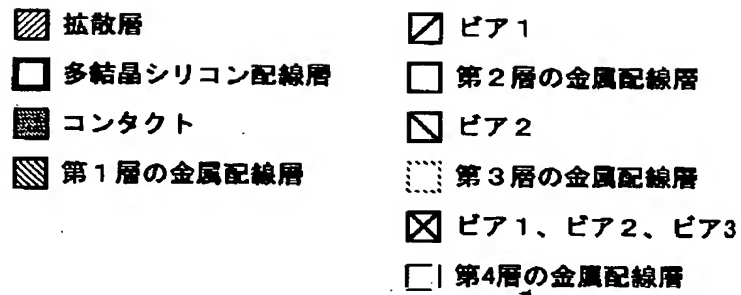 拡散層
多結晶シリコン配線層
コンタクト
第１層の金属配線層
ビア１
第２層の金属配線層
ビア２
第３層の金属配線層
ビア１、ビア２、ビア3
第4層の金属配線層